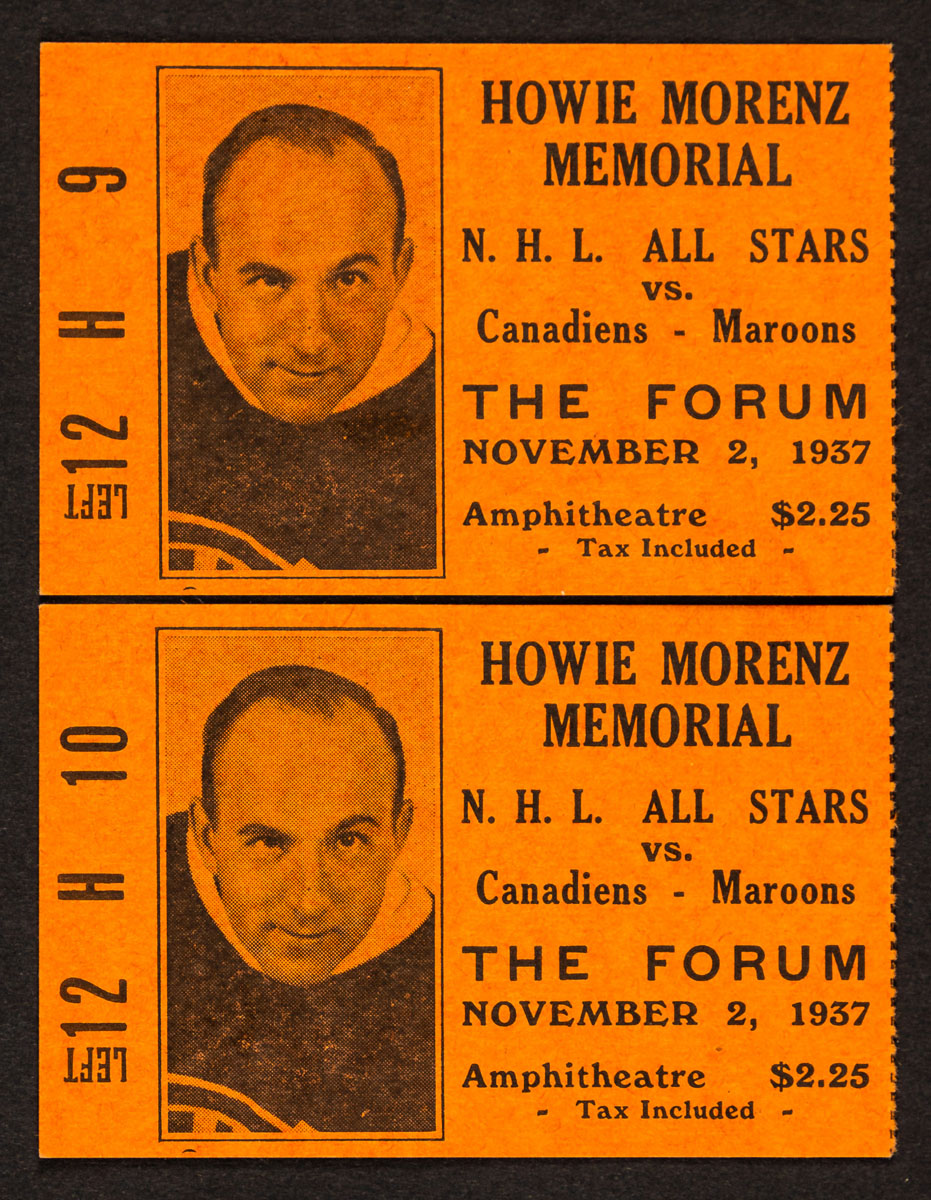 LEFT 12 H 9
HOWIE MORENZ
MEMORIAL
N. H. L. ALL STARS
vs.
Canadiens - Maroons
THE FORUM
NOVEMBER 2, 1937
Amphitheatre $2.25
- Tax Included -
LEFT 12 H 10
HOWIE MORENZ
MEMORIAL
N. H. L. ALL STARS
vs.
Canadiens - Maroons
THE FORUM
NOVEMBER 2, 1937
Amphitheatre $2.25
- Tax Included -